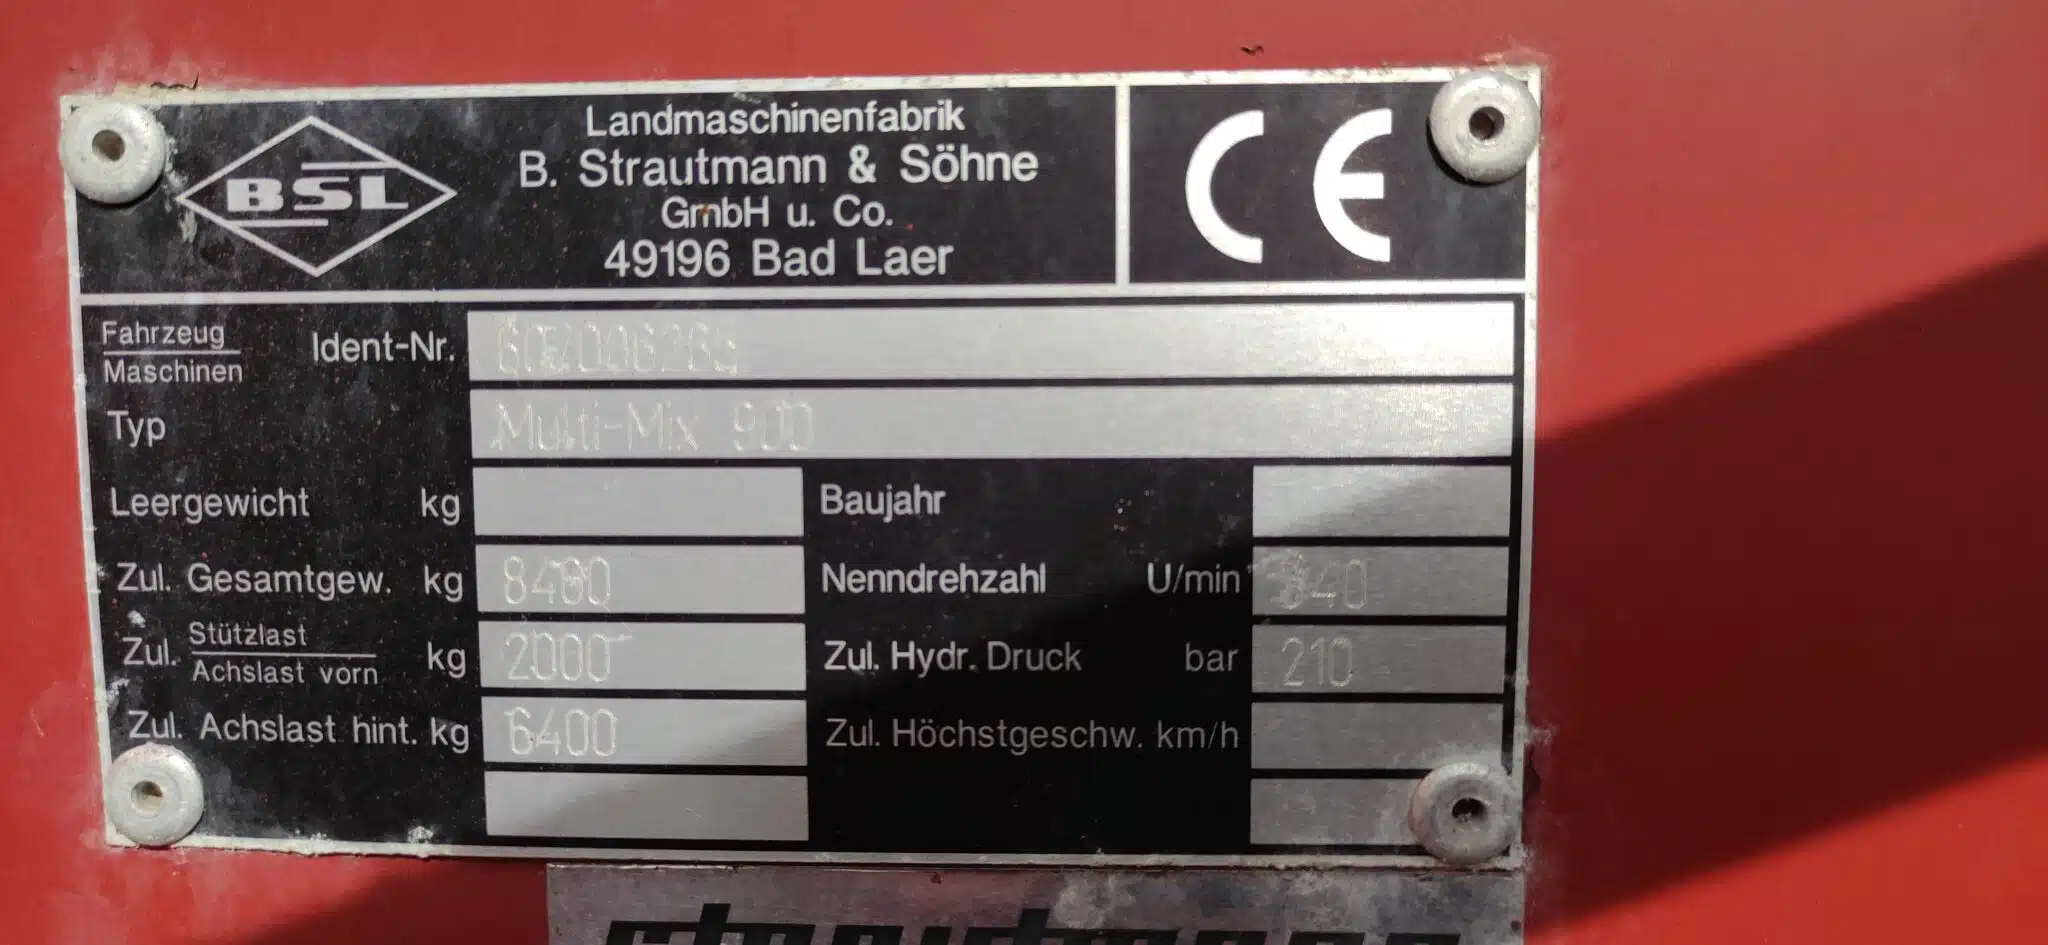 BSL
Landmaschinenfabrik
B. Strautmann & Söhne
GmbH u. Co.
49196 Bad Laer
CE
Fahrzeug
Maschinen
Ident-Nr.
Typ Multi-Mix 900
Leergewicht kg
Baujahr
Zul. Gesamtgew. kg 8400
Nenndrehzahl U/min 540
Zul. Stützlast
Achslast vorn kg 2000
Zul. Hydr. Druck bar 210
Zul. Achslast hint. kg 6400
Zul. Höchstgeschw. km/h
strautmann